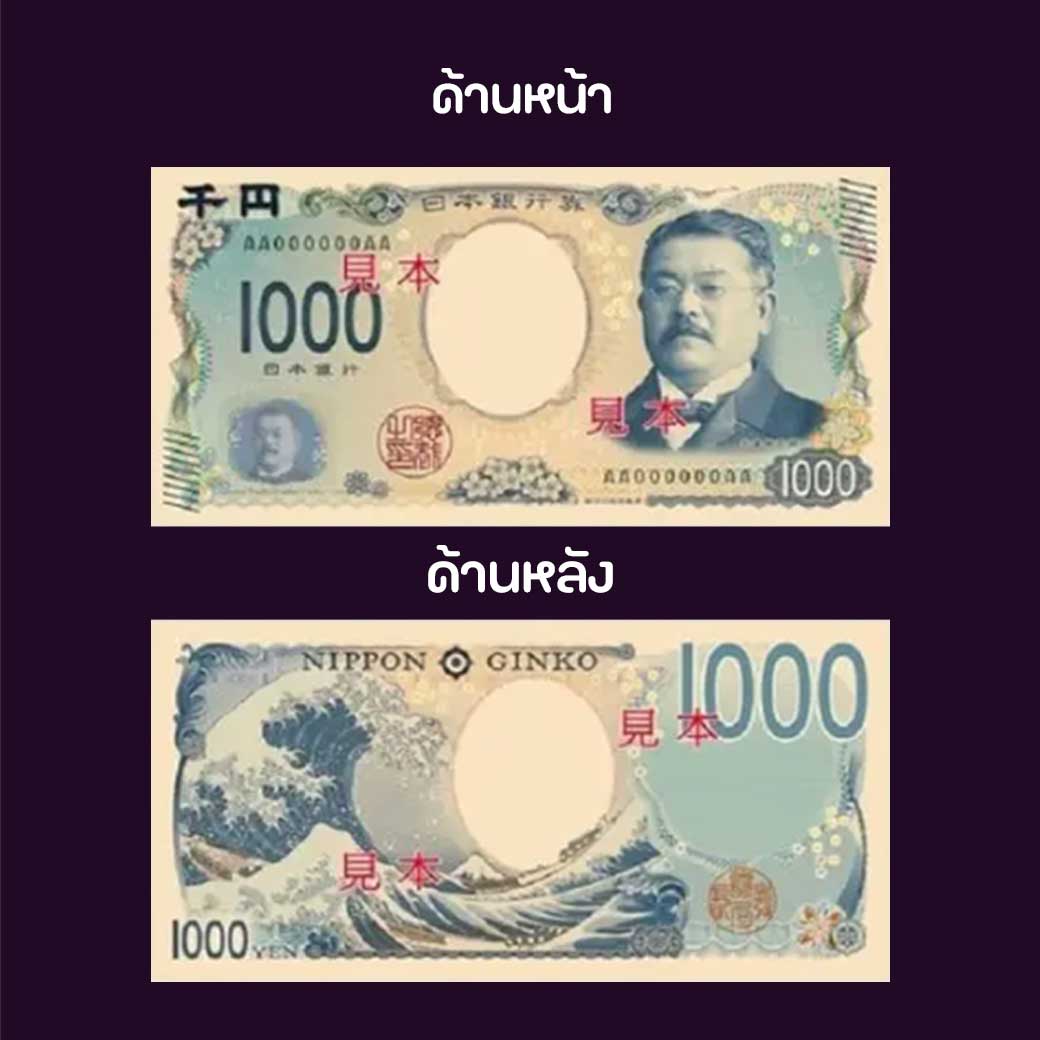 ด้านหน้า
千円
日本銀行券
AA000000AA
見本
1000
日本銀行
見本
AA000000AA
1000
ด้านหลัง
NIPPON GINKO
1000
見本
見本
1000 YEN